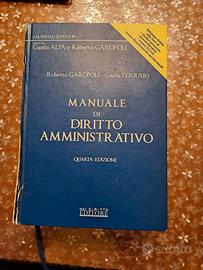 I MANUALI SUPERIORI
Guido ALPA e Roberto GAROFOLI
Roberto GAROFOLI - Giulia FERRARI
MANUALE
DI
DIRITTO
AMMINISTRATIVO
QUARTA EDIZIONE
NEL DIRITTO
EDITORE
subito